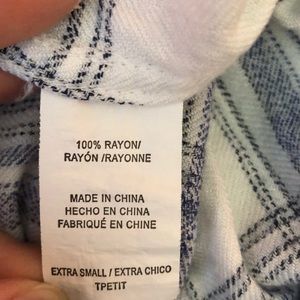 100% RAYON/
RAYÓN /RAYONNE
MADE IN CHINA
HECHO EN CHINA
FABRIQUÉ EN CHINE
EXTRA SMALL / EXTRA CHICO
TPETIT